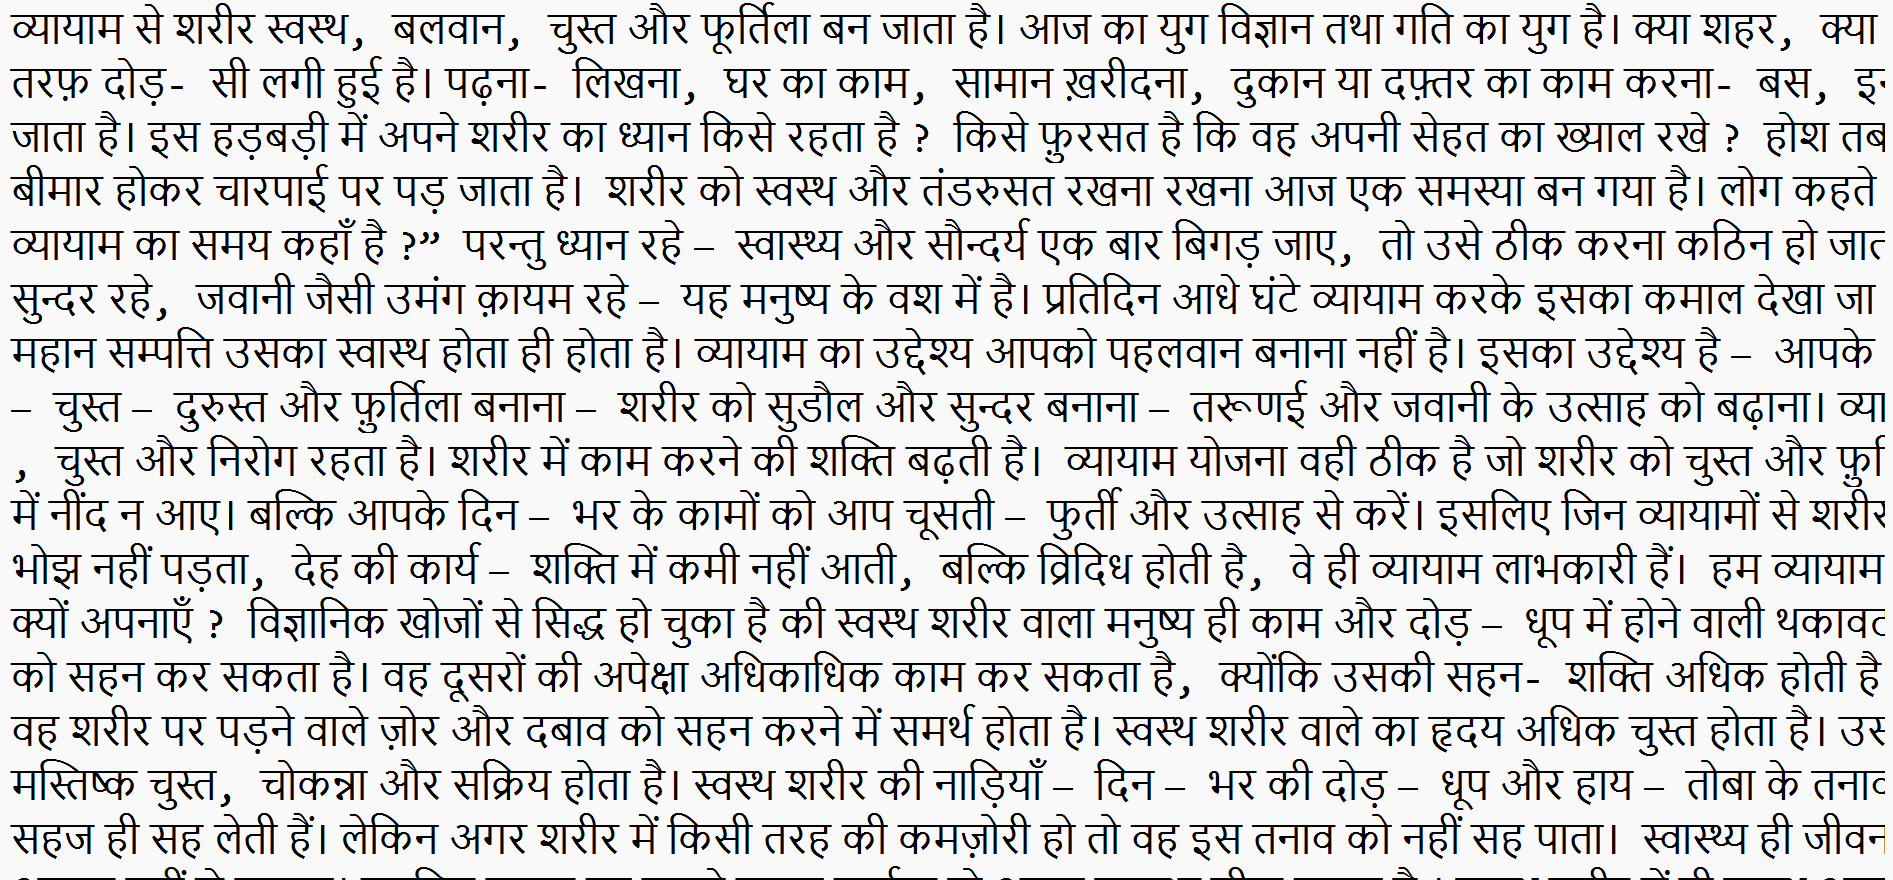 व्यायाम से शरीर स्वस्थ, बलवान, चुस्त और फूर्तिला बन जाता है। आज का युग विज्ञान तथा गति का युग है। क्या शहर, क्या
तरफ़ दोड़- सी लगी हुई है। पढ़ना- लिखना, घर का काम, सामान ख़रीदना, दुकान या दफ़्तर का काम करना- बस,
जाता है। इस हड़बड़ी में अपने शरीर का ध्यान किसे रहता है ? किसे फ़ुरसत है कि वह अपनी सेहत का ख्याल रखे ? होश तब
बीमार होकर चारपाई पर पड़ जाता है। शरीर को स्वस्थ और तंडरुसत रखना रखना आज एक समस्या बन गया है। लोग कहते
व्यायाम का समय कहाँ है ?” परन्तु ध्यान रहे – स्वास्थ्य और सौन्दर्य एक बार बिगड़ जाए, तो उसे ठीक करना कठिन हो
सुन्दर रहे, जवानी जैसी उमंग क़ायम रहे – यह मनुष्य के वश में है। प्रतिदिन आधे घंटे व्यायाम करके इसका कमाल देखा जा
महान सम्पत्ति उसका स्वास्थ होता ही होता है। व्यायाम का उद्देश्य आपको पहलवान बनाना नहीं है। इसका उद्देश्य है – आपके
– चुस्त – दुरुस्त और फ़ुर्तिला बनाना – शरीर को सुडौल और सुन्दर बनाना – तरूणई और जवानी के उत्साह को बढ़ाना।
, चुस्त और निरोग रहता है। शरीर में काम करने की शक्ति बढ़ती है। व्यायाम योजना वही ठीक है जो शरीर को चुस्त और
में नींद न आए। बल्कि आपके दिन – भर के कामों को आप चूसती – फुर्ती और उत्साह से करें। इसलिए जिन व्यायामों से शरीर
भोझ नहीं पड़ता, देह की कार्य – शक्ति में कमी नहीं आती, बल्कि व्रिदिध होती है, वे ही व्यायाम लाभकारी हैं। हम व्यायाम
क्यों अपनाएँ ? विज्ञानिक खोजों से सिद्ध हो चुका है की स्वस्थ शरीर वाला मनुष्य ही काम और दोड़ – धूप में होने वाली थकावट
को सहन कर सकता है। वह दूसरों की अपेक्षा अधिकाधिक काम कर सकता है, क्योंकि उसकी सहन- शक्ति अधिक होती है
वह शरीर पर पड़ने वाले ज़ोर और दबाव को सहन करने में समर्थ होता है। स्वस्थ शरीर वाले का हृदय अधिक चुस्त होता है।
मस्तिष्क चुस्त, चोकन्ना और सक्रिय होता है। स्वस्थ शरीर की नाड़ियाँ – दिन – भर की दोड़ – धूप और हाय – तोबा के तनाव
सहज ही सह लेती हैं। लेकिन अगर शरीर में किसी तरह की कमज़ोरी हो तो वह इस तनाव को नहीं सह पाता। स्वास्थ्य ही जीवन